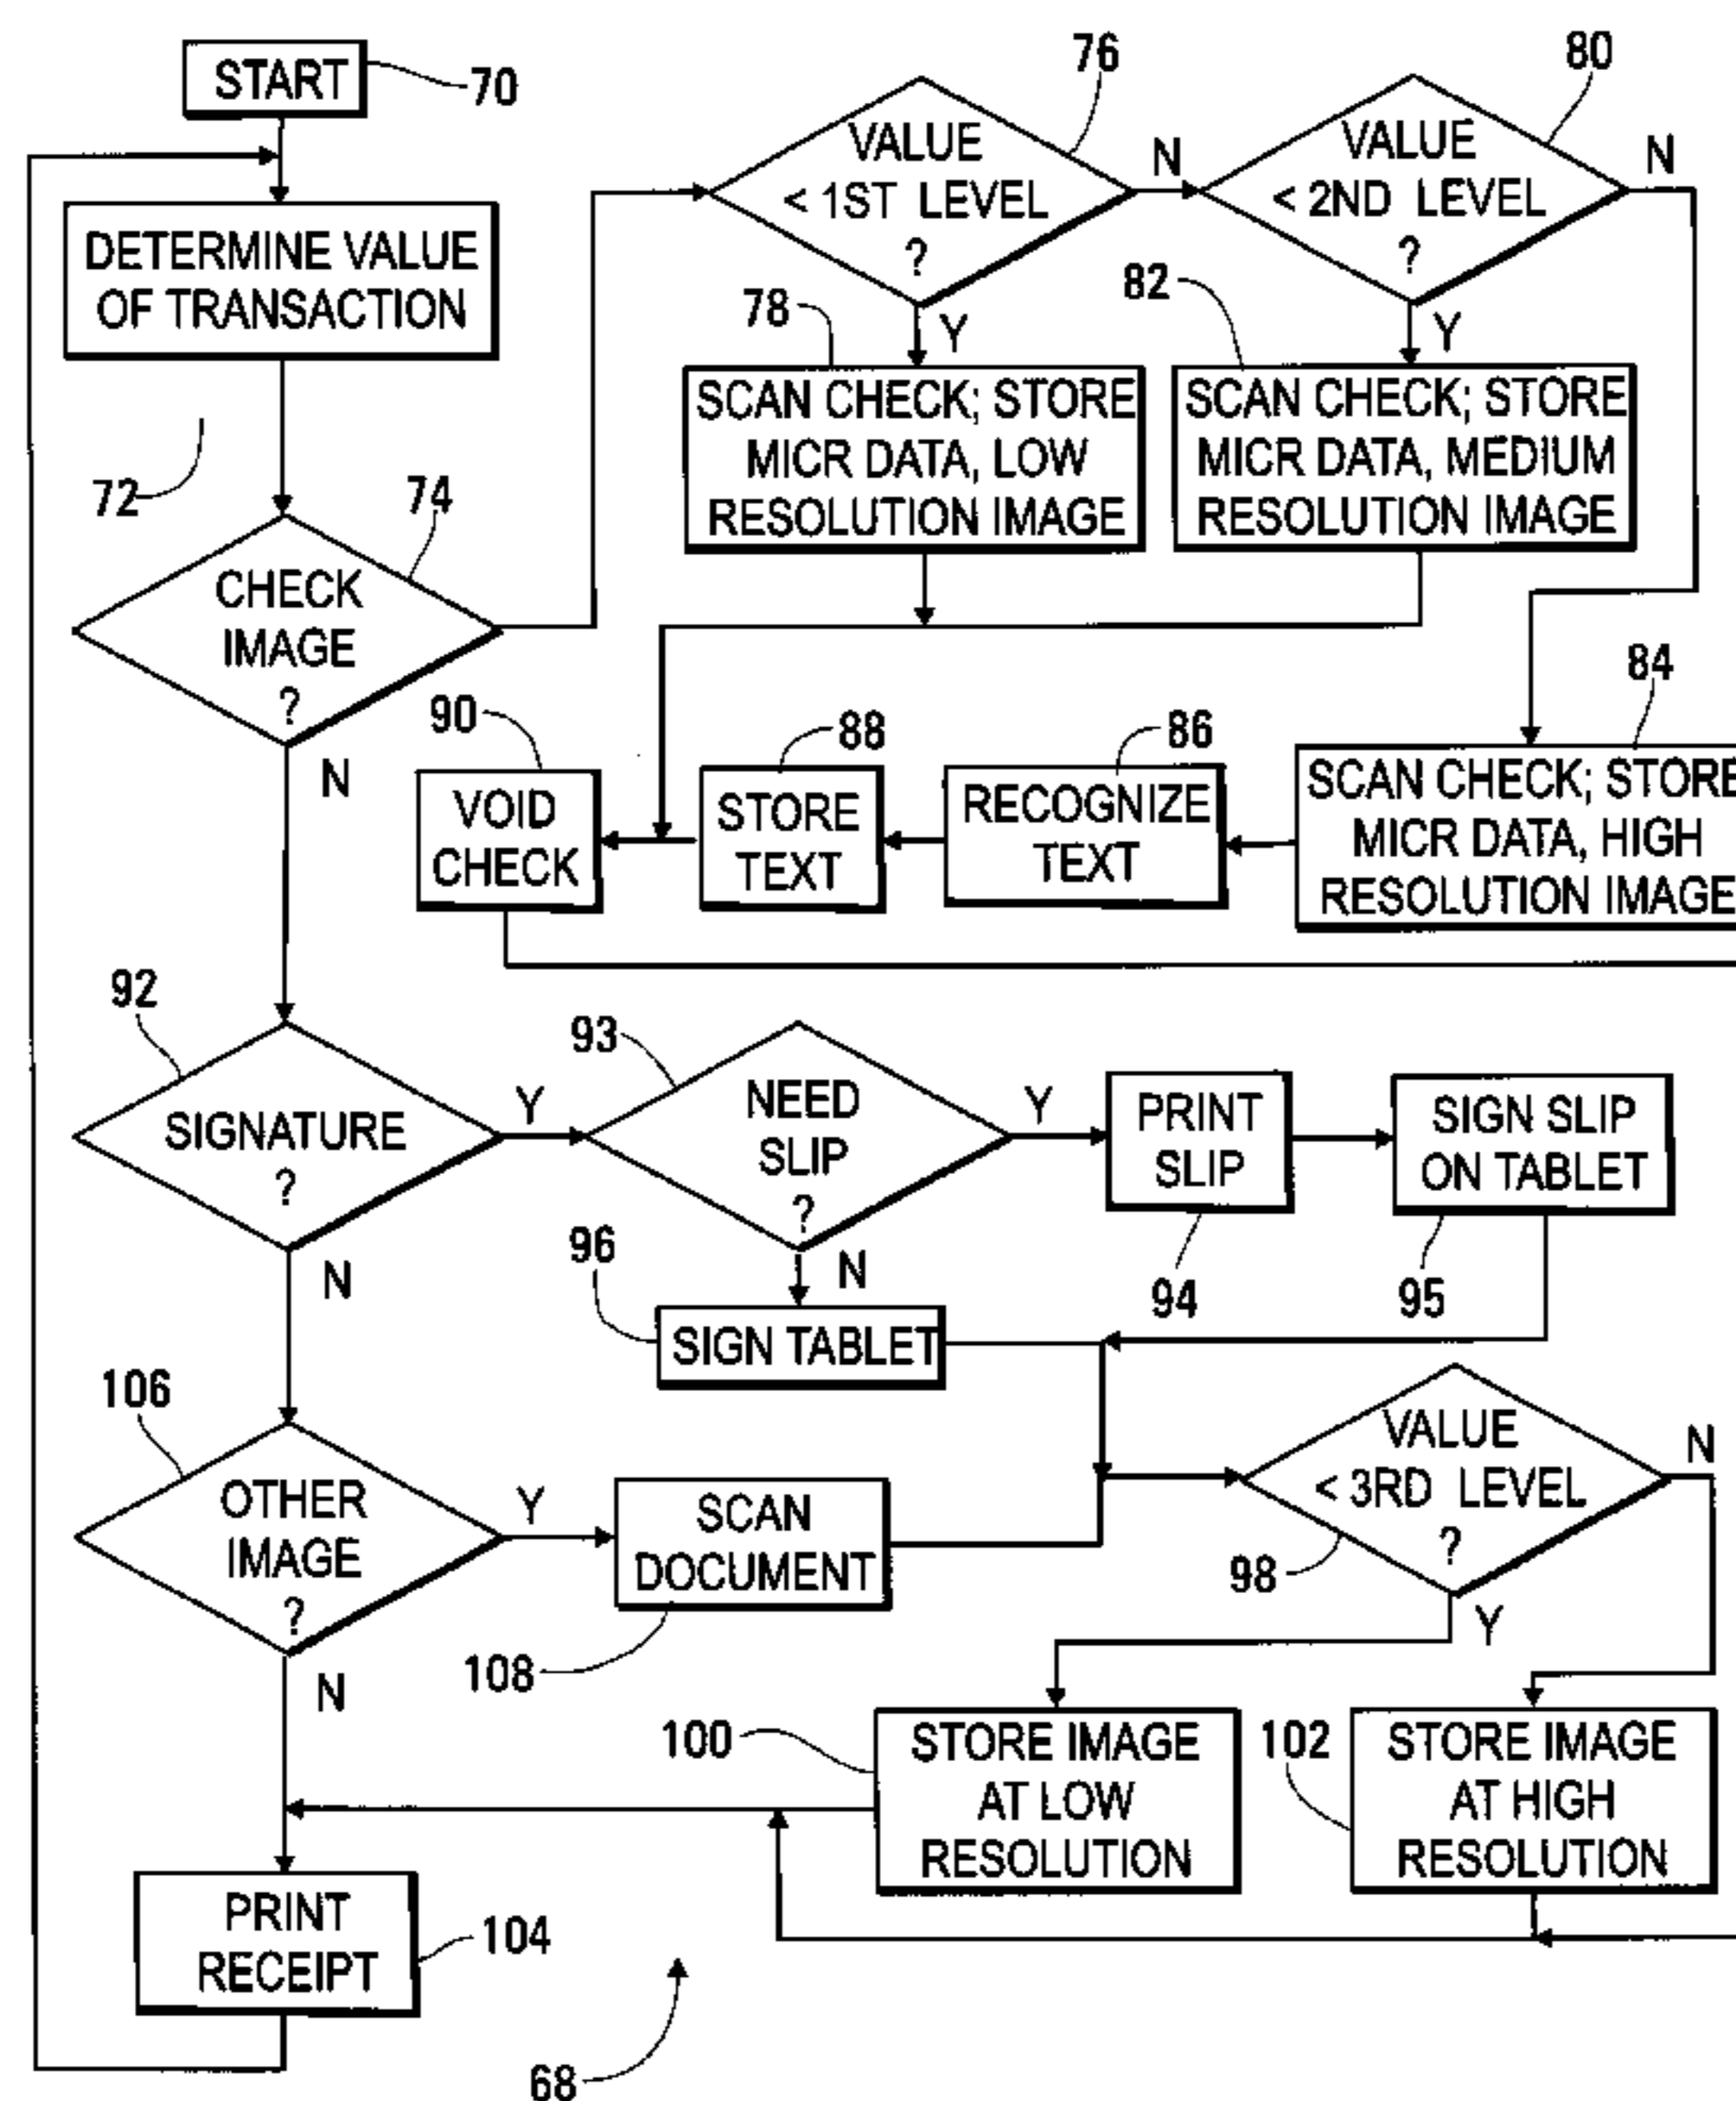 START
70
DETERMINE VALUE
OF TRANSACTION
72
74
CHECK
IMAGE
?
N
76
VALUE
< 1ST LEVEL
?
N
Y
80
VALUE
< 2ND LEVEL
?
N
Y
78
SCAN CHECK; STORE
MICR DATA, LOW
RESOLUTION IMAGE
82
SCAN CHECK; STORE
MICR DATA, MEDIUM
RESOLUTION IMAGE
84
SCAN CHECK; STORE
MICR DATA, HIGH
RESOLUTION IMAGE
86
RECOGNIZE
TEXT
88
STORE
TEXT
90
VOID
CHECK
92
SIGNATURE
?
Y
N
93
NEED
SLIP
?
Y
N
PRINT
SLIP
94
SIGN SLIP
ON TABLET
95
96
SIGN TABLET
106
OTHER
IMAGE
?
Y
N
SCAN
DOCUMENT
108
VALUE
< 3RD LEVEL
?
98
N
Y
100
STORE IMAGE
AT LOW
RESOLUTION
102
STORE IMAGE
AT HIGH
RESOLUTION
PRINT
RECEIPT
104
68